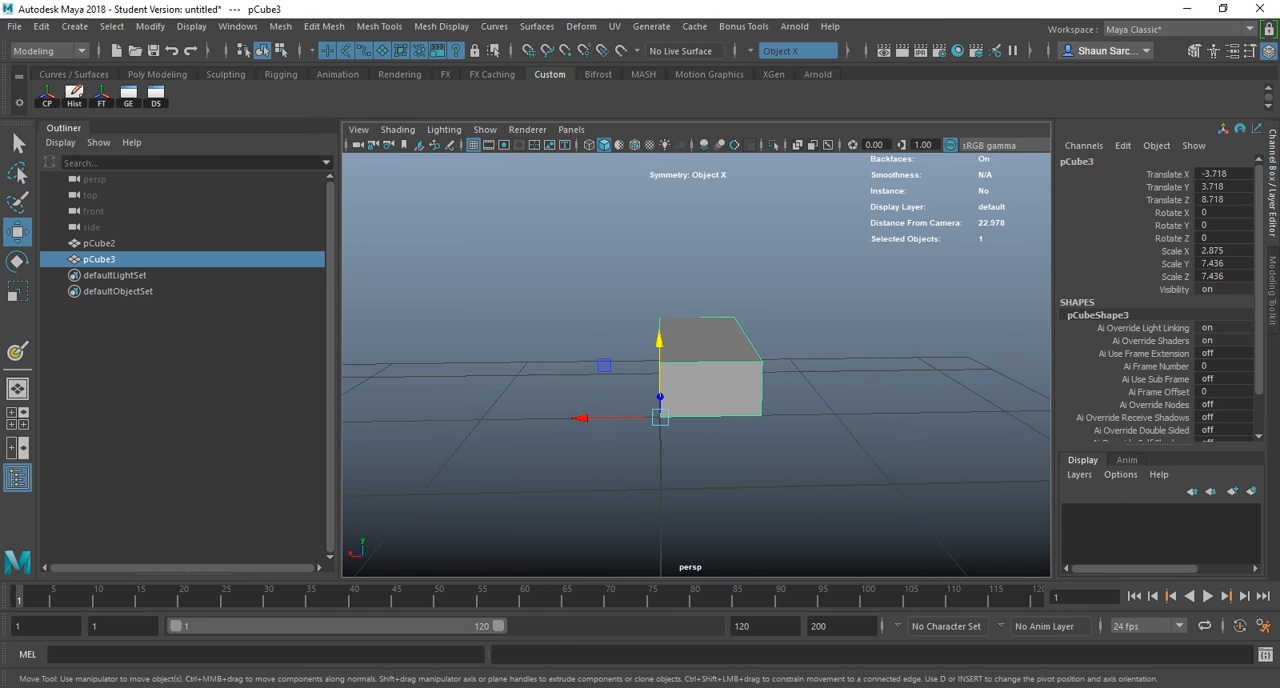 Autodesk Maya 2018 - Student Version: untitled* --- pCube3
File Edit Create Select Modify Display Windows Mesh Edit Mesh Mesh Tools Mesh Display Curves Surfaces Deform UV Generate Cache Bonus Tools Arnold Help
Workspace : Maya Classic*
Modeling No Live Surface Object X Shaun Sarc...
Curves / Surfaces Poly Modeling Sculpting Rigging Animation Rendering FX FX Caching Custom Bifrost MASH Motion Graphics XGen Arnold
CP Hist FT GE DS
Outliner
Display Show Help
Search...
persp
top
front
side
pCube2
pCube3
defaultLightSet
defaultObjectSet
View Shading Lighting Show Renderer Panels
0.00 1.00 sRGB gamma
Backfaces: On
Symmetry: Object X
Smoothness: N/A
Instance: No
Display Layer: default
Distance From Camera: 22.978
Selected Objects: 1
y
x
persp
Channels Edit Object Show
pCube3
Translate X -3.718
Translate Y 3.718
Translate Z 8.718
Rotate X 0
Rotate Y 0
Rotate Z 0
Scale X 2.875
Scale Y 7.436
Scale Z 7.436
Visibility on
SHAPES
pCubeShape3
Ai Override Light Linking on
Ai Override Shaders on
Ai Use Frame Extension off
Ai Frame Number 0
Ai Use Sub Frame off
Ai Frame Offset 0
Ai Override Nodes off
Ai Override Receive Shadows off
Ai Override Double Sided off
Channel Box / Layer Editor
Modeling Toolkit
Display Anim
Layers Options Help
1 5 10 15 20 25 30 35 40 45 50 55 60 65 70 75 80 85 90 95 100 105 110 115 120
1
1 1 1 120 120 200 No Character Set No Anim Layer 24 fps
MEL
Move Tool: Use manipulator to move object(s). Ctrl+MMB+drag to move components along normals. Shift+drag manipulator axis or plane handles to extrude components or clone objects. Ctrl+Shift+LMB+drag to constrain movement to a connected edge. Use D or INSERT to change the pivot position and axis orientation.